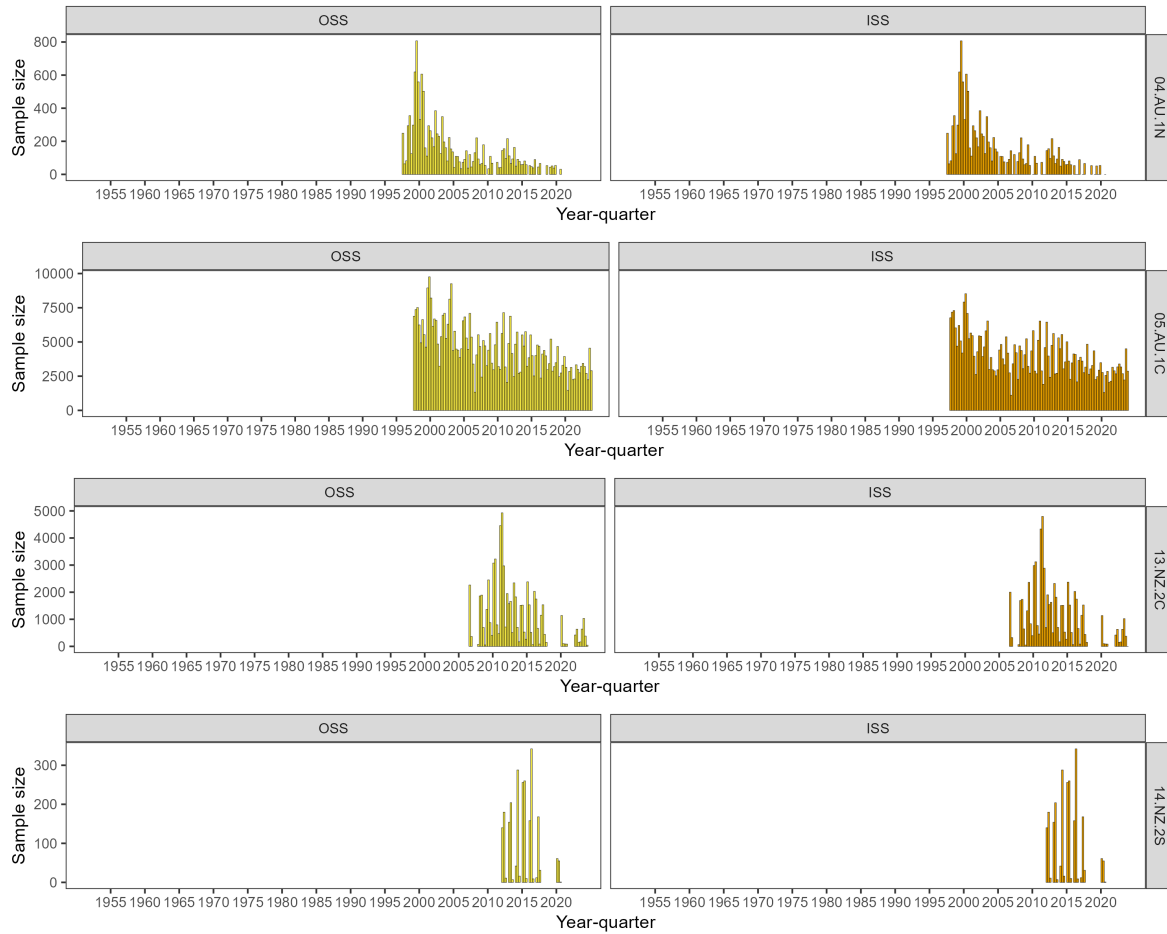 OSS ISS
800
600
400
200
0
Sample size
04.AU.1N
1955 1960 1965 1970 1975 1980 1985 1990 1995 2000 2005 2010 2015 2020 1955 1960 1965 1970 1975 1980 1985 1990 1995 2000 2005 2010 2015 2020
Year-quarter
OSS ISS
10000
7500
5000
2500
0
Sample size
05.AU.1C
1955 1960 1965 1970 1975 1980 1985 1990 1995 2000 2005 2010 2015 2020 1955 1960 1965 1970 1975 1980 1985 1990 1995 2000 2005 2010 2015 2020
Year-quarter
OSS ISS
5000
4000
3000
2000
1000
0
Sample size
13.NZ.2C
1955 1960 1965 1970 1975 1980 1985 1990 1995 2000 2005 2010 2015 2020 1955 1960 1965 1970 1975 1980 1985 1990 1995 2000 2005 2010 2015 2020
Year-quarter
OSS ISS
300
200
100
0
Sample size
14.NZ.2S
1955 1960 1965 1970 1975 1980 1985 1990 1995 2000 2005 2010 2015 2020 1955 1960 1965 1970 1975 1980 1985 1990 1995 2000 2005 2010 2015 2020
Year-quarter